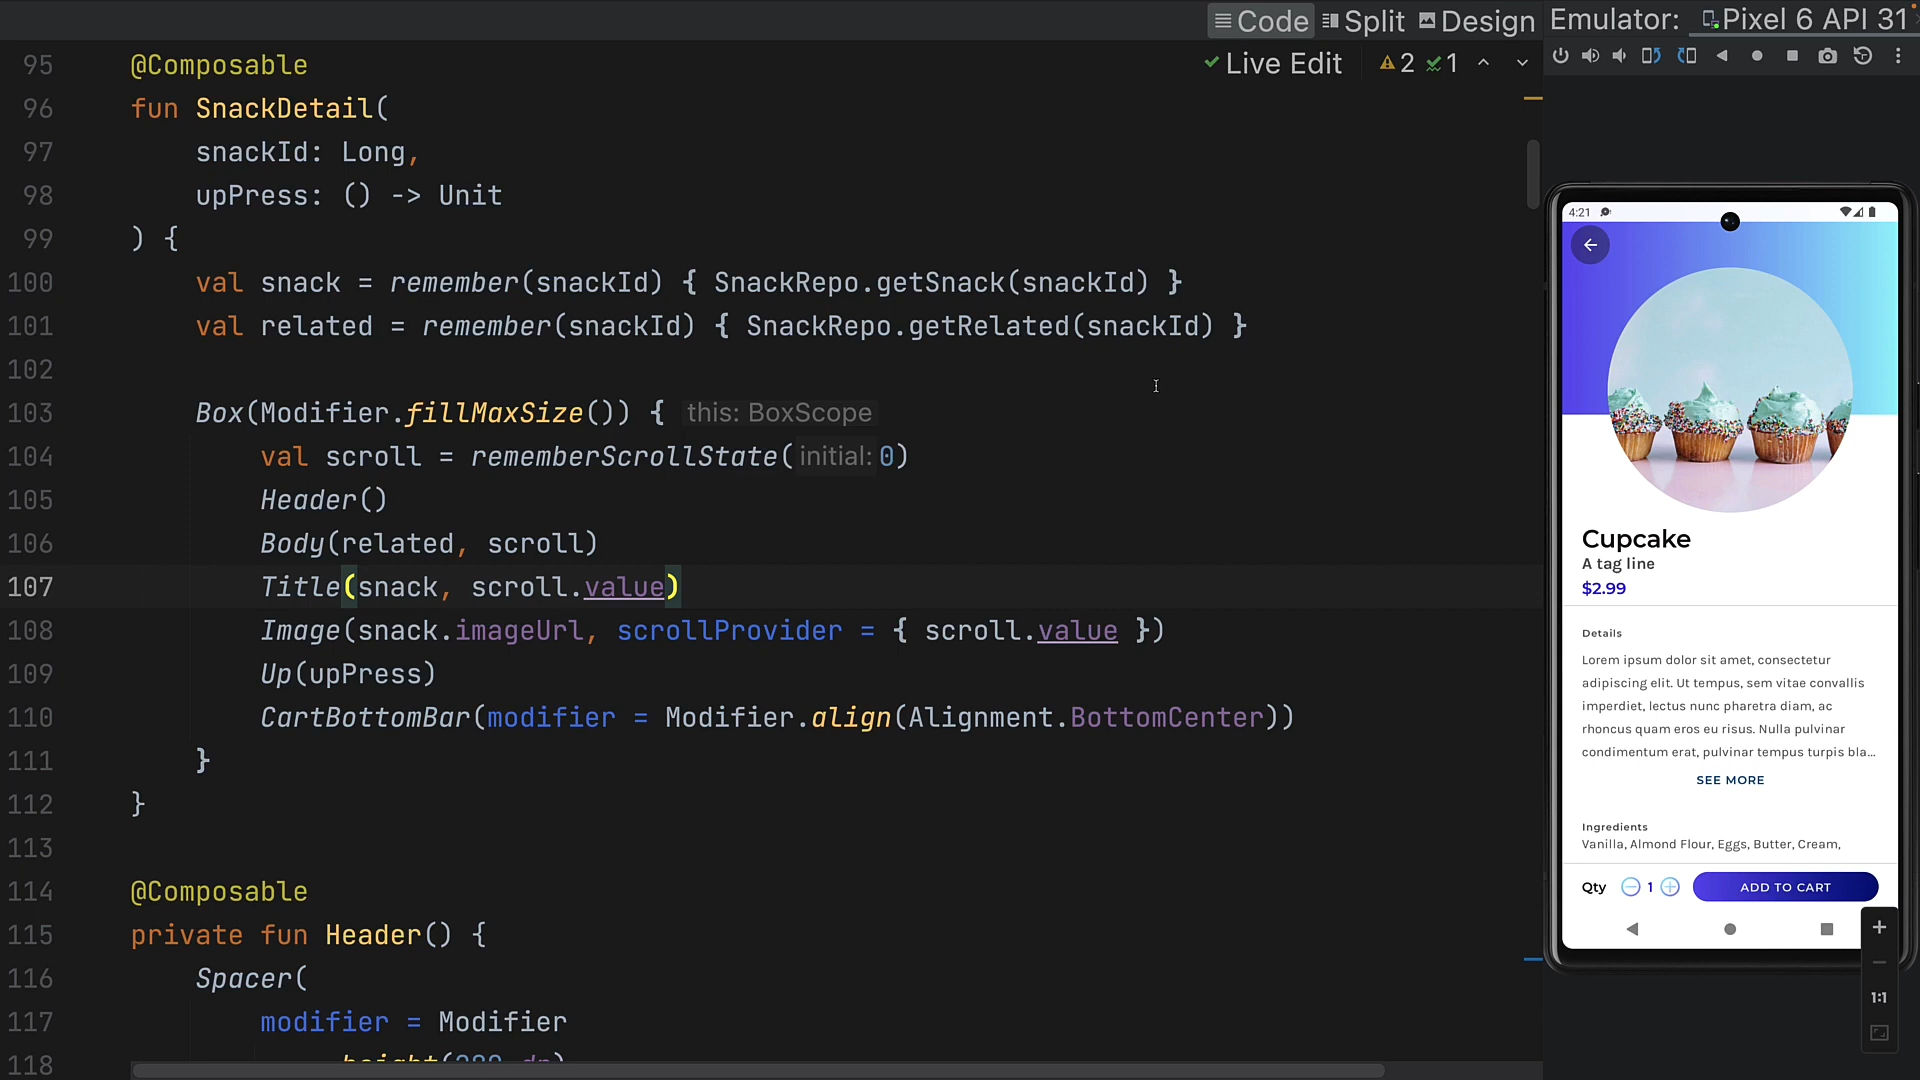 Code Split Design Emulator: Pixel 6 API 31
Live Edit 2 1
95 @Composable
96 fun SnackDetail(
97 snackId: Long,
98 upPress: () -> Unit
99 ) {
100 val snack = remember(snackId) { SnackRepo.getSnack(snackId) }
101 val related = remember(snackId) { SnackRepo.getRelated(snackId) }
102
103 Box(Modifier.fillMaxSize()) { this: BoxScope
104 val scroll = rememberScrollState(initial: 0)
105 Header()
106 Body(related, scroll)
107 Title(snack, scroll.value)
108 Image(snack.imageUrl, scrollProvider = { scroll.value })
109 Up(upPress)
110 CartBottomBar(modifier = Modifier.align(Alignment.BottomCenter))
111 }
112 }
113
114 @Composable
115 private fun Header() {
116 Spacer(
117 modifier = Modifier
118
4:21
Cupcake
A tag line
$2.99
Details
Lorem ipsum dolor sit amet, consectetur
adipiscing elit. Ut tempus, sem vitae convallis
imperdiet, lectus nunc pharetra diam, ac
rhoncus quam eros eu risus. Nulla pulvinar
condimentum erat, pulvinar tempus turpis bla...
SEE MORE
Ingredients
Vanilla, Almond Flour, Eggs, Butter, Cream,
Qty 1 ADD TO CART
1:1